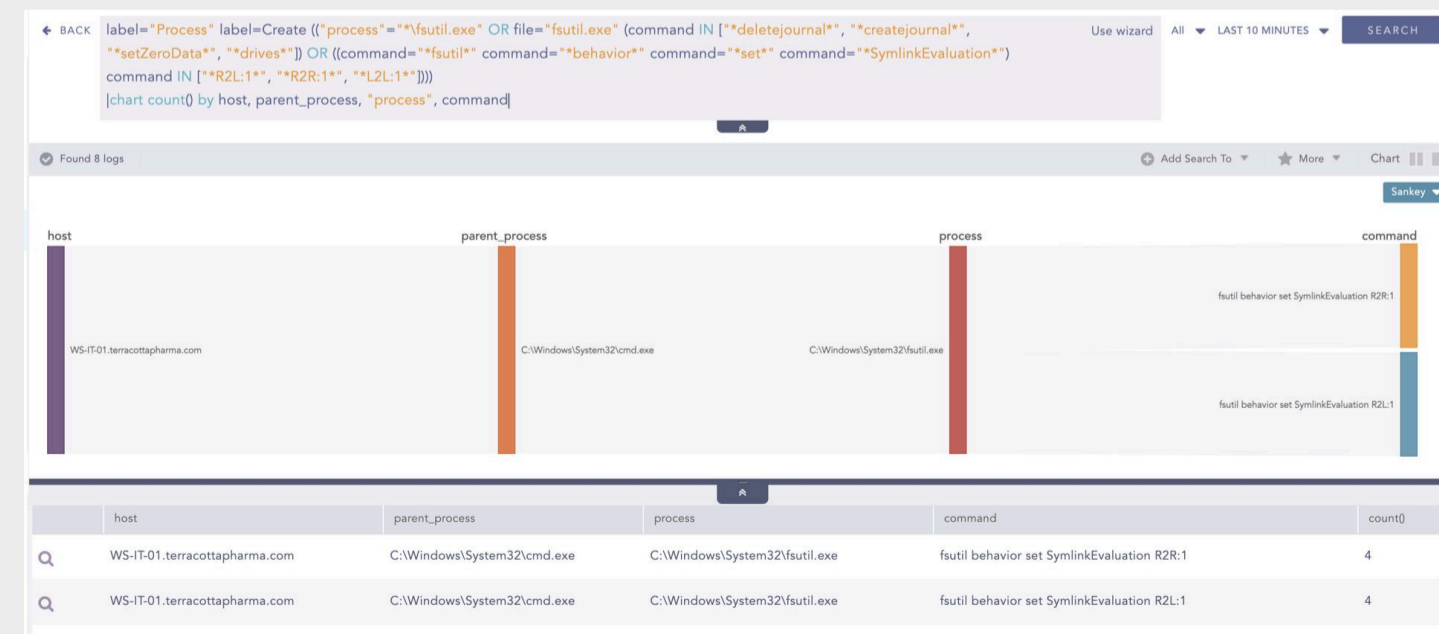 BACK
label="Process" label=Create (("process"="*\fsutil.exe" OR file="fsutil.exe" (command IN ["*deletejournal*", "*createjournal*",
"*setZeroData*", "*drives*"]) OR ((command="*fsutil*" command="*behavior*" command="*set*" command="*SymlinkEvaluation*")
command IN ["*R2L:1*", "*R2R:1*", "*L2L:1*"])))
|chart count() by host, parent_process, "process", command
Use wizard All LAST 10 MINUTES SEARCH
Found 8 logs
Add Search To More Chart
Sankey
host parent_process process command
fsutil behavior set SymlinkEvaluation R2R:1
WS-IT-01.terracottapharma.com C:\Windows\System32\cmd.exe C:\Windows\System32\fsutil.exe
fsutil behavior set SymlinkEvaluation R2L:1
host parent_process process command count()
WS-IT-01.terracottapharma.com C:\Windows\System32\cmd.exe C:\Windows\System32\fsutil.exe fsutil behavior set SymlinkEvaluation R2R:1 4
WS-IT-01.terracottapharma.com C:\Windows\System32\cmd.exe C:\Windows\System32\fsutil.exe fsutil behavior set SymlinkEvaluation R2L:1 4